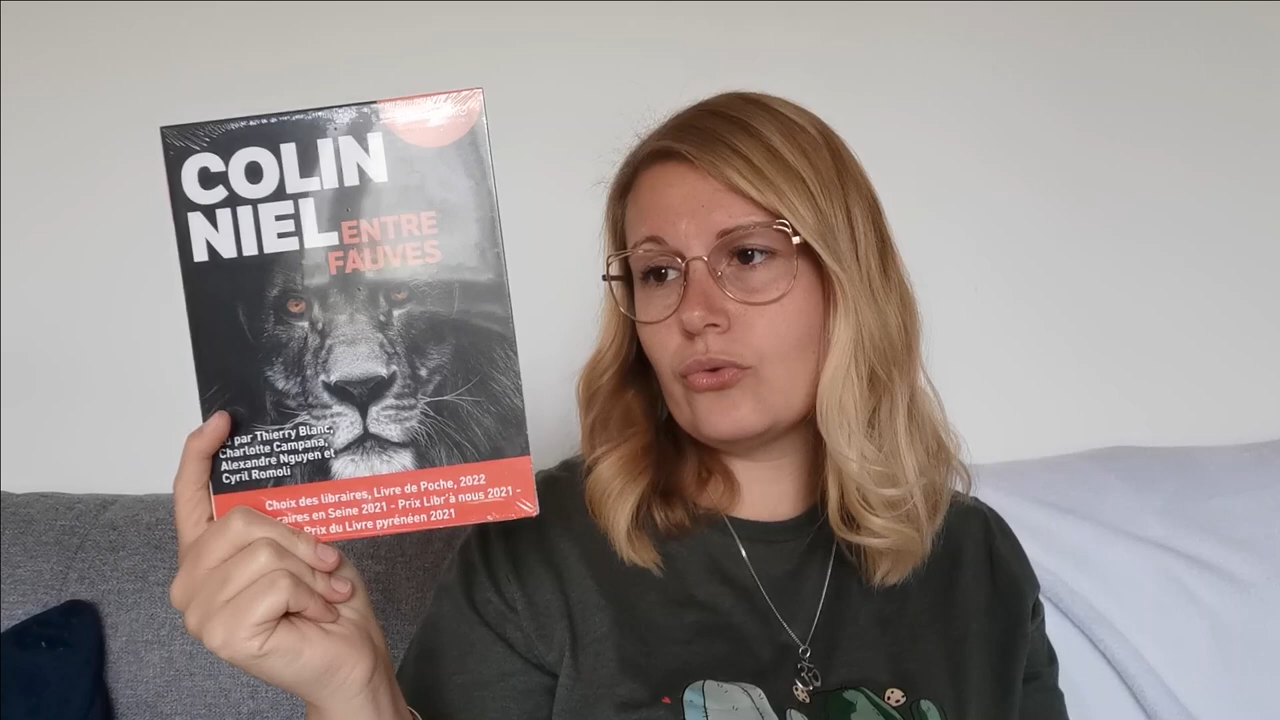 COLIN
NIEL
ENTRE
FAUVES
par Thierry Blanc,
Charlotte Campana,
Alexandre Nguyen et
Cyril Romoli
Choix des libraires, Livre de Poche, 2022
en Seine 2021 - Prix Libr'à nous 2021 -
Prix du Livre pyrénéen 2021